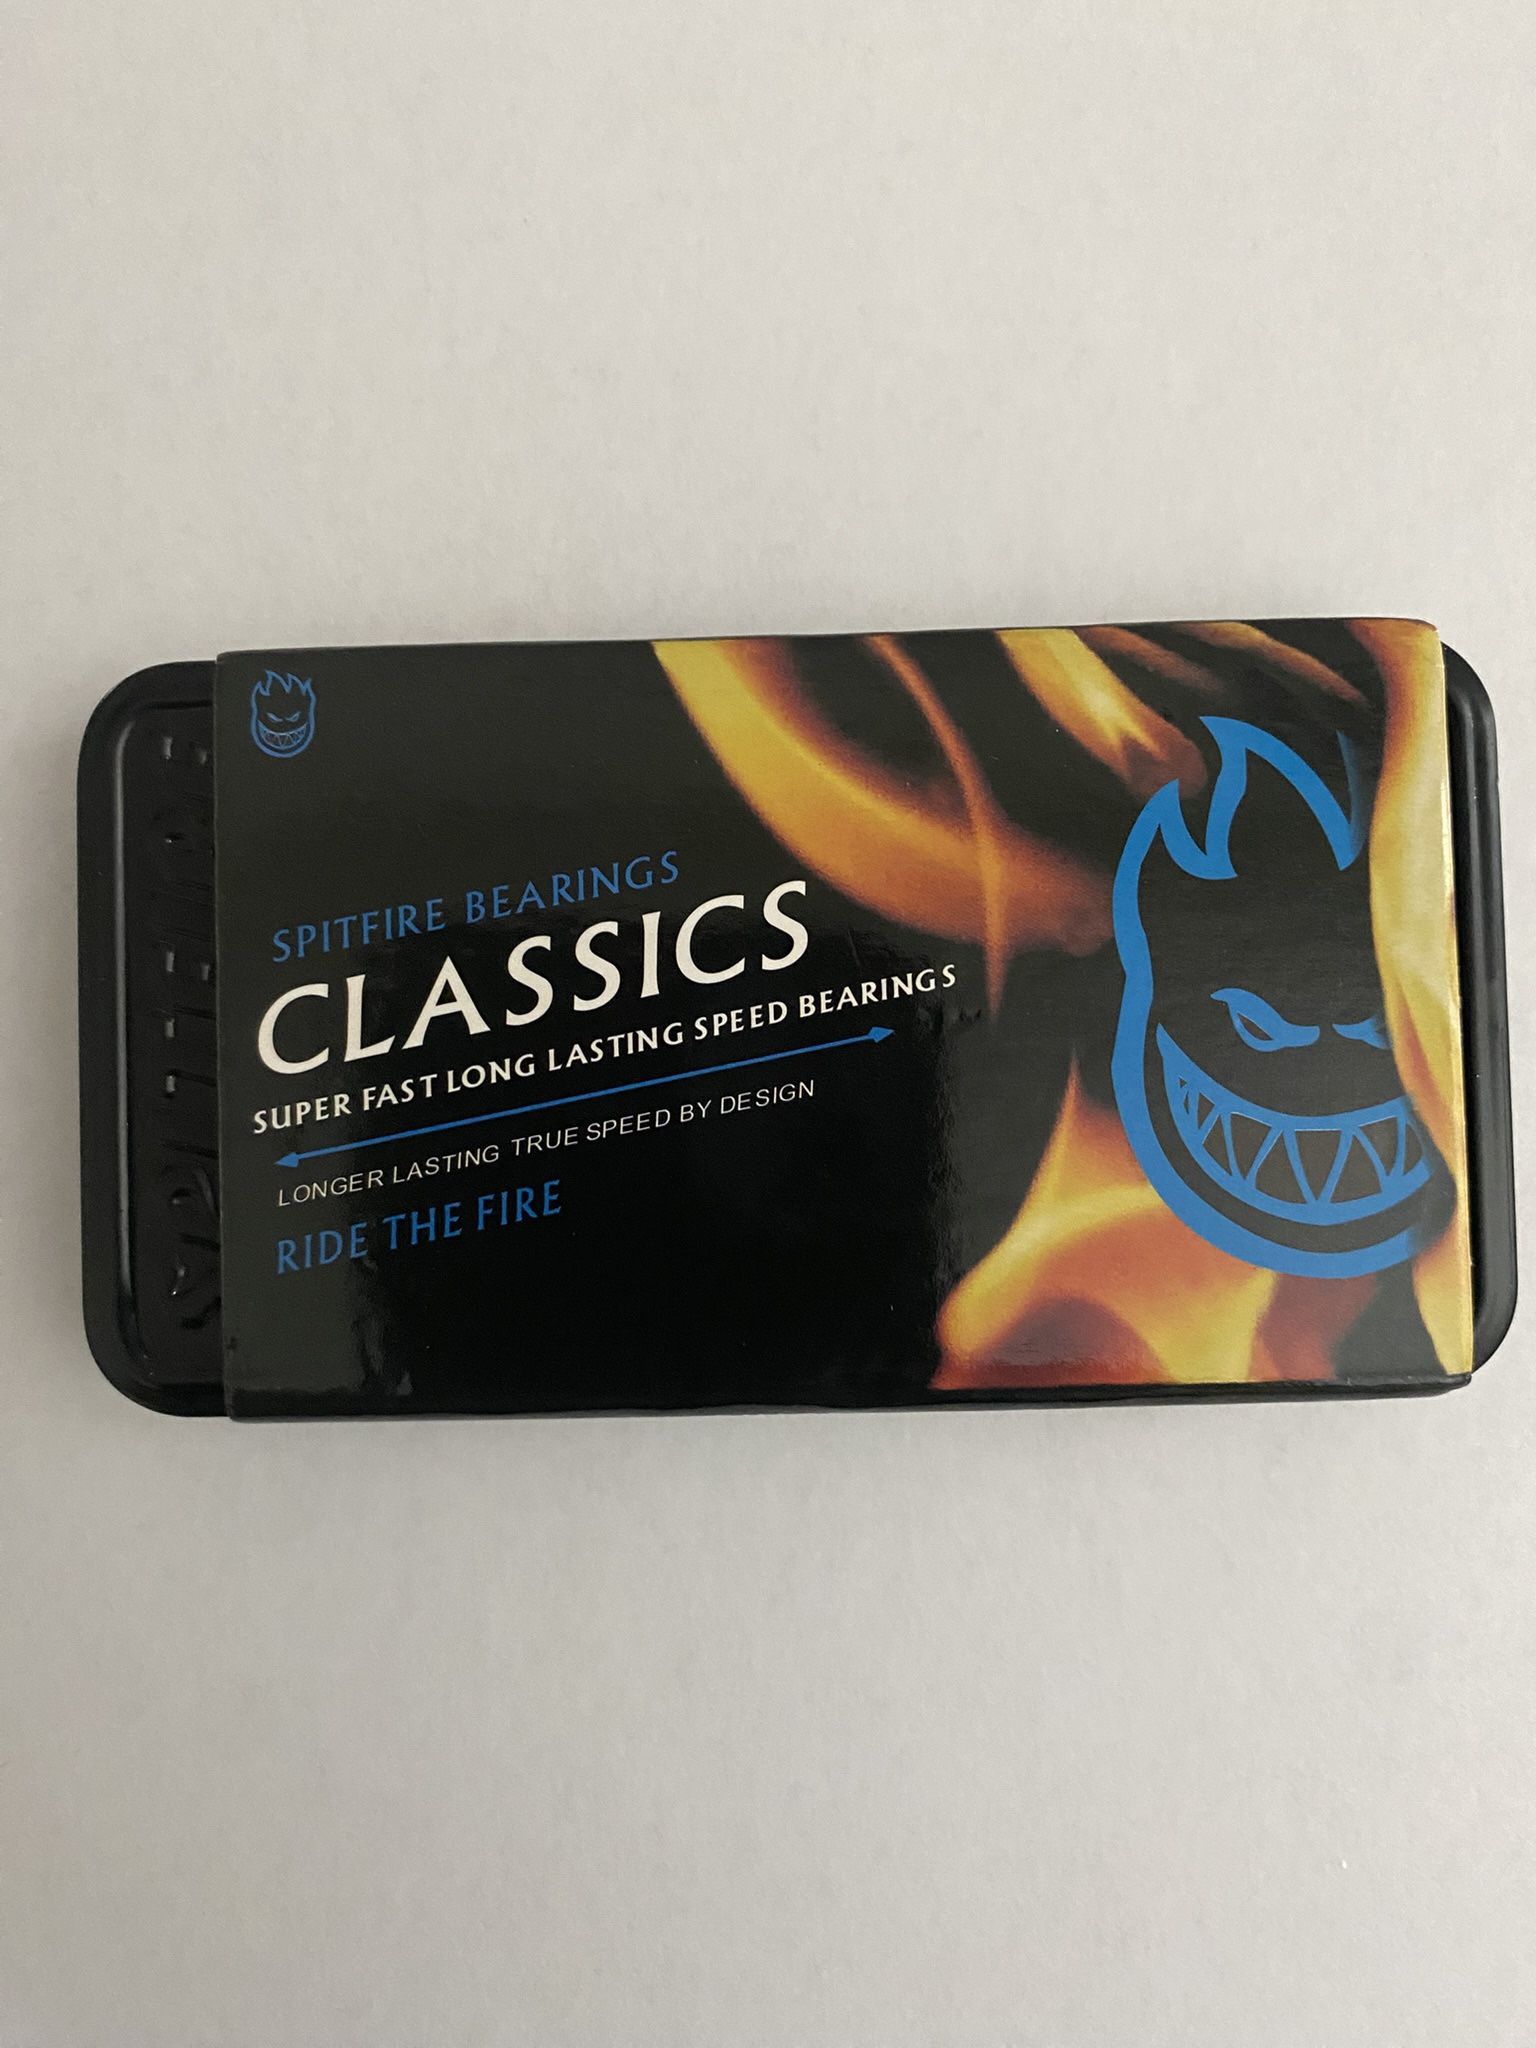 SPITFIRE BEARINGS
CLASSICS
SUPER FAST LONG LASTING SPEED BEARINGS
LONGER LASTING TRUE SPEED BY DESIGN
RIDE THE FIRE